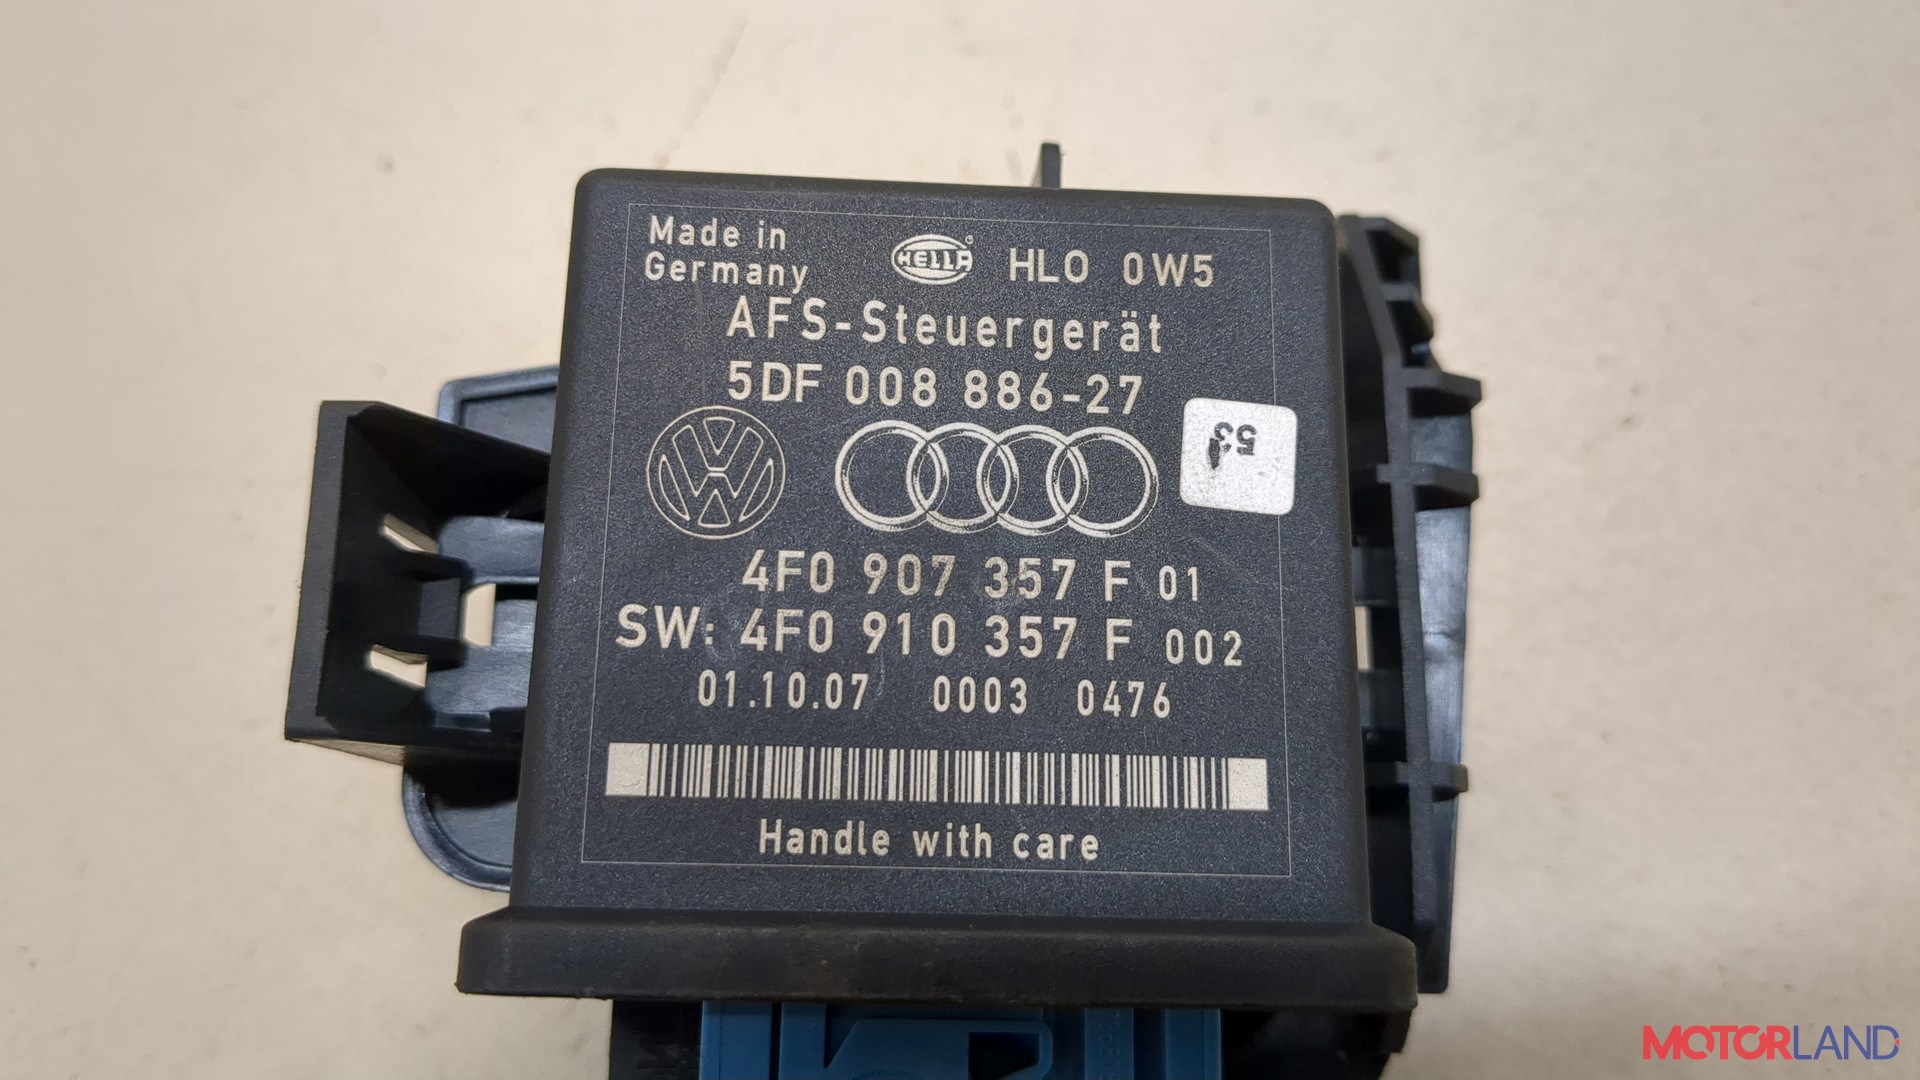 Made in
Germany
HELLA HL0 0W5
AFS-Steuergerät
5DF 008 886-27
53
4F0 907 357 F 01
SW: 4F0 910 357 F 002
01.10.07 0003 0476
Handle with care
MOTORLAND